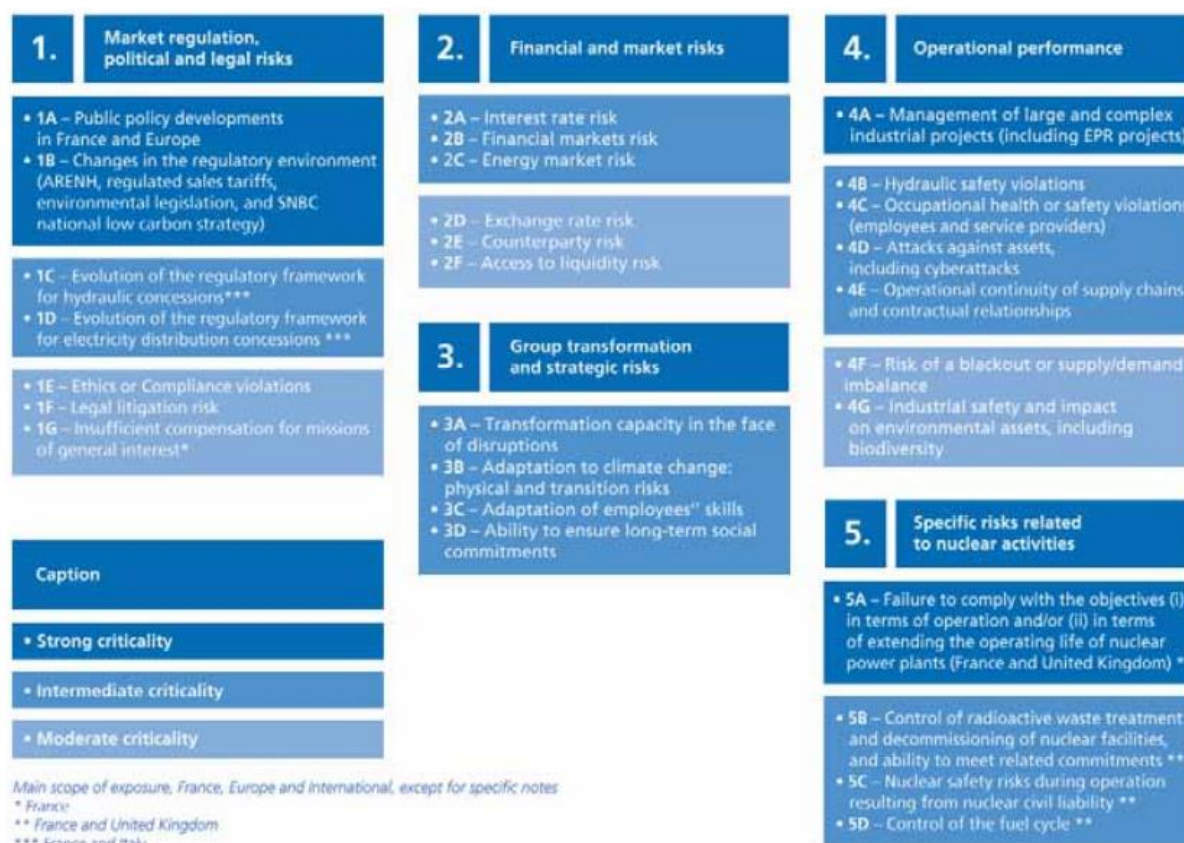 1.
Market regulation,
political and legal risks
• 1A – Public policy developments
in France and Europe
• 1B – Changes in the regulatory environment
(ARENH, regulated sales tariffs,
environmental legislation, and SNBC
national low carbon strategy)
• 1C – Evolution of the regulatory framework
for hydraulic concessions***
• 1D – Evolution of the regulatory framework
for electricity distribution concessions ***
• 1E – Ethics or Compliance violations
• 1F – Legal litigation risk
• 1G – Insufficient compensation for missions
of general interest*
Caption
• Strong criticality
• Intermediate criticality
• Moderate criticality
2.
Financial and market risks
• 2A – Interest rate risk
• 2B – Financial markets risk
• 2C – Energy market risk
• 2D – Exchange rate risk
• 2E – Counterparty risk
• 2F – Access to liquidity risk
3.
Group transformation
and strategic risks
• 3A – Transformation capacity in the face
of disruptions
• 3B – Adaptation to climate change:
physical and transition risks
• 3C – Adaptation of employees'' skills
• 3D – Ability to ensure long-term social
commitments
4.
Operational performance
• 4A – Management of large and complex
industrial projects (including EPR projects)
• 4B – Hydraulic safety violations
• 4C – Occupational health or safety violations
(employees and service providers)
• 4D – Attacks against assets,
including cyberattacks
• 4E – Operational continuity of supply chains
and contractual relationships
• 4F – Risk of a blackout or supply/demand
imbalance
• 4G – Industrial safety and impact
on environmental assets, including
biodiversity
5.
Specific risks related
to nuclear activities
• 5A – Failure to comply with the objectives (i)
in terms of operation and/or (ii) in terms
of extending the operating life of nuclear
power plants (France and United Kingdom) *
• 5B – Control of radioactive waste treatment
and decommissioning of nuclear facilities,
and ability to meet related commitments **
• 5C – Nuclear safety risks during operation
resulting from nuclear civil liability **
• 5D – Control of the fuel cycle **
Main scope of exposure, France, Europe and International, except for specific notes
* France
** France and United Kingdom
*** France and Italy